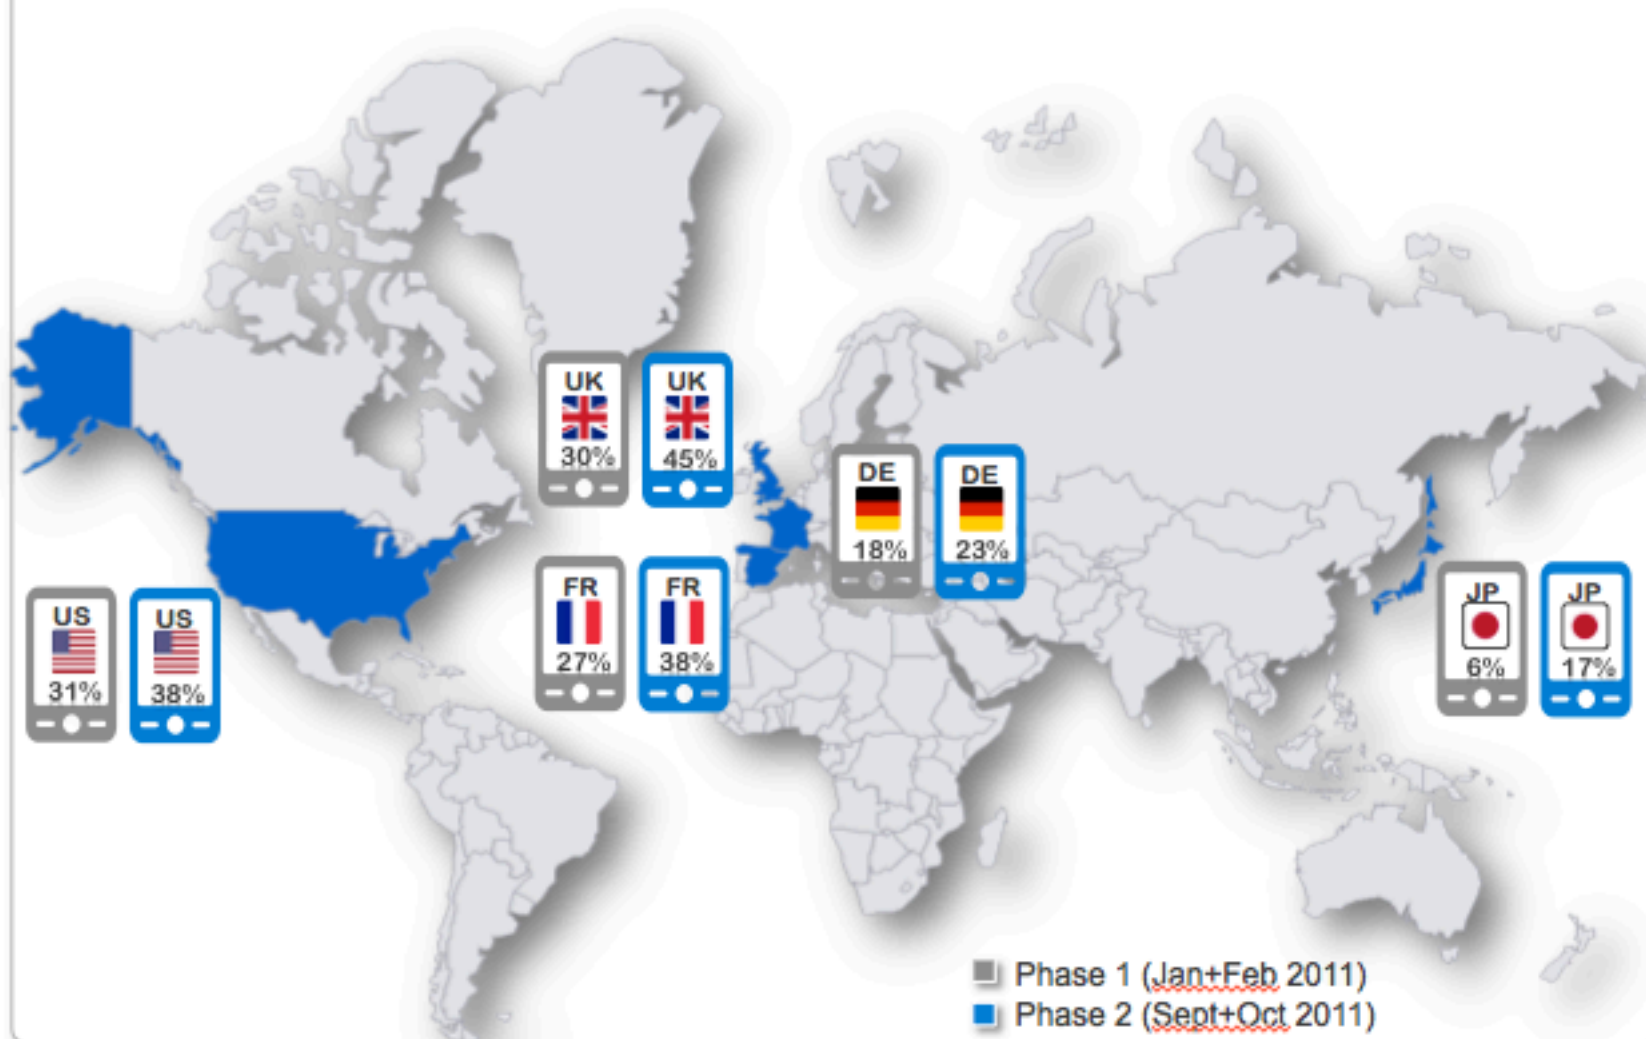 UK
30%
UK
45%
DE
18%
DE
23%
FR
27%
FR
38%
US
31%
US
38%
JP
6%
JP
17%
Phase 1 (Jan+Feb 2011)
Phase 2 (Sept+Oct 2011)